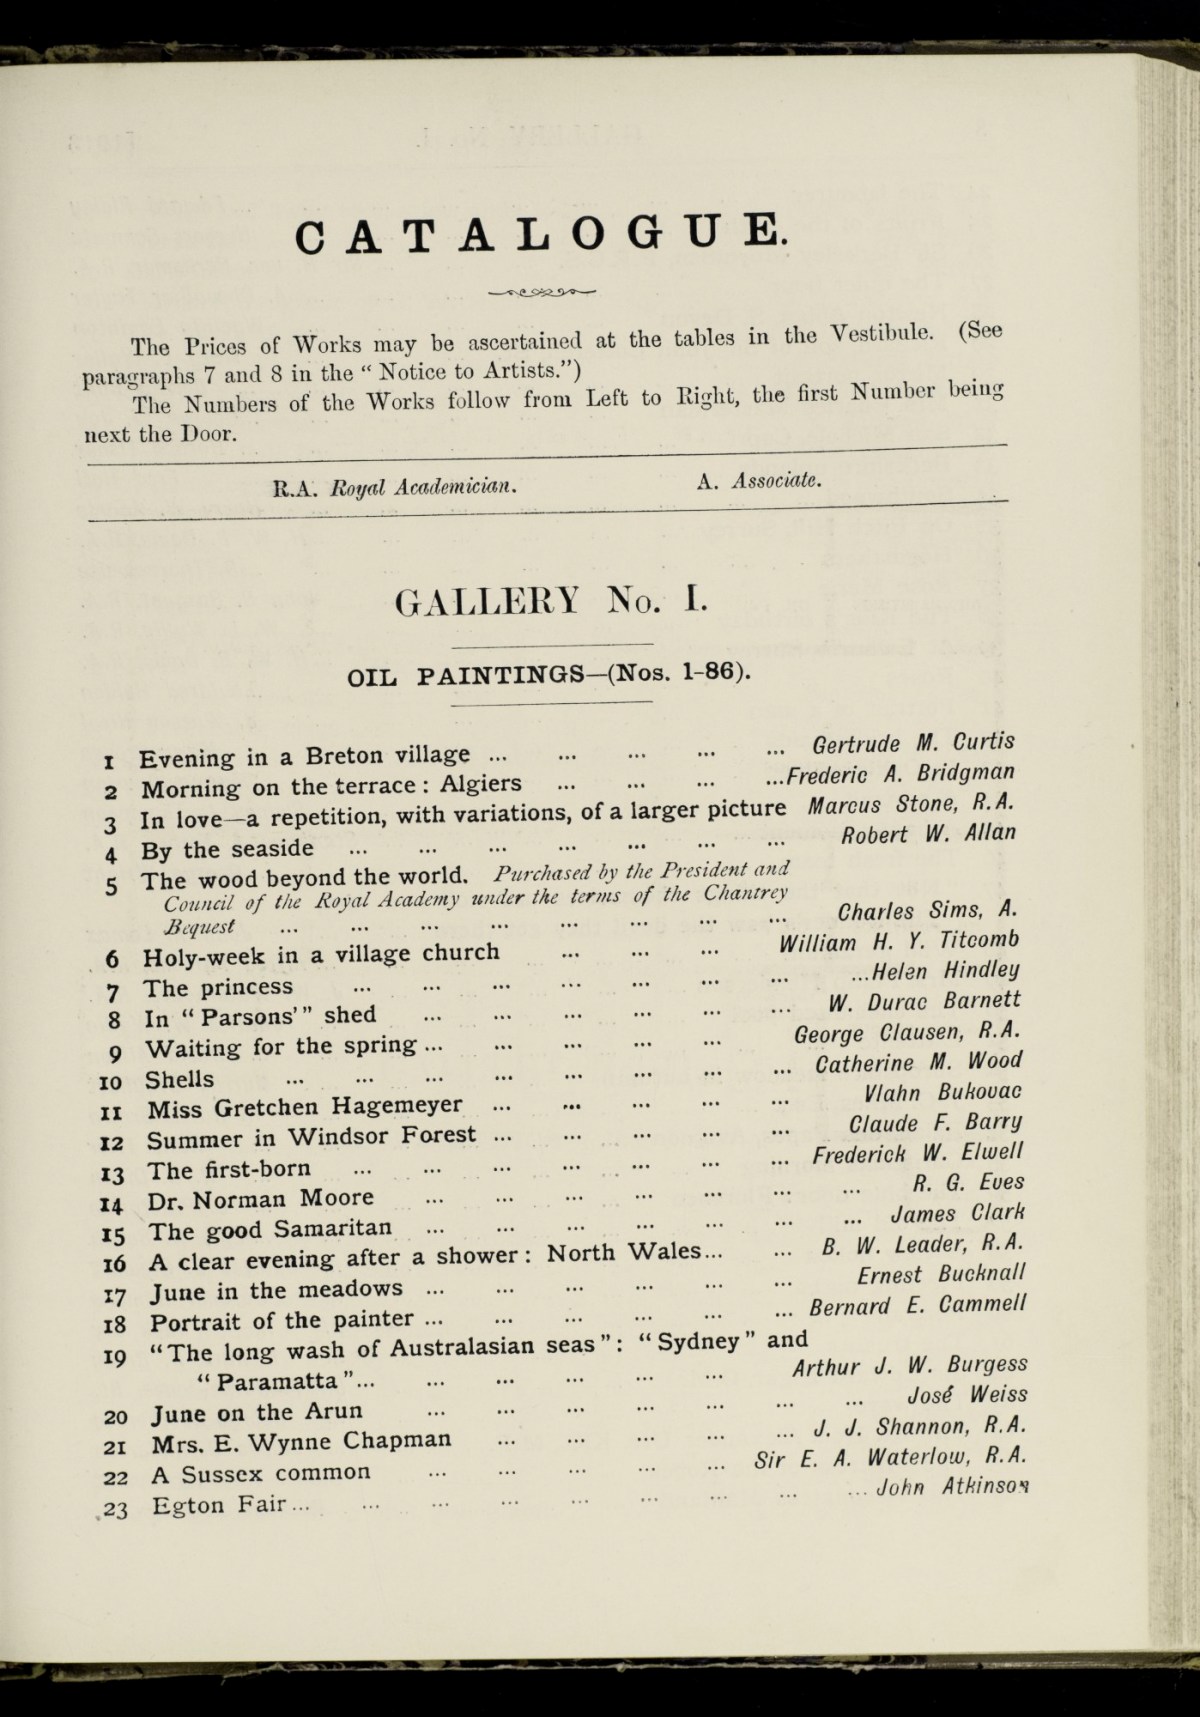 CATALOGUE.
The Prices of Works may be ascertained at the tables in the Vestibule. (See
paragraphs 7 and 8 in the “ Notice to Artists.”)
The Numbers of the Works follow from Left to Right, the first Number being
next the Door.
R.A. Royal Academician. A. Associate.
GALLERY No. I.
OIL PAINTINGS—(Nos. 1-86).
1 Evening in a Breton village ... ... ... ... ... Gertrude M. Curtis
2 Morning on the terrace : Algiers ... ... ... ...Frederic A. Bridgman
3 In love—a repetition, with variations, of a larger picture Marcus Stone, R.A.
4 By the seaside ... ... ... ... ... ... ... Robert W. Allan
5 The wood beyond the world. Purchased by the President and
Council of the Royal Academy under the terms of the Chantrey
Bequest ... ... ... ... ... ... ... ... Charles Sims, A.
6 Holy-week in a village church ... ... ... William H. Y. Titcomb
7 The princess ... ... ... ... ... ... ... ...Helen Hindley
8 In “ Parsons’ ” shed ... ... ... ... ... ... W. Durac Barnett
9 Waiting for the spring ... ... ... ... ... George Clausen, R.A.
10 Shells ... ... ... ... ... ... ... ... Catherine M. Wood
11 Miss Gretchen Hagemeyer ... ... ... ... ... Vlahn Bukovac
12 Summer in Windsor Forest ... ... ... ... ... Claude F. Barry
13 The first-born ... ... ... ... ... ... ... Frederick W. Elwell
14 Dr. Norman Moore ... ... ... ... ... ... ... R. G. Eves
15 The good Samaritan ... ... ... ... ... ... ... James Clark
16 A clear evening after a shower : North Wales... ... B. W. Leader, R.A.
17 June in the meadows ... ... ... ... ... ... Ernest Bucknall
18 Portrait of the painter ... ... ... ... ... ... Bernard E. Cammell
19 “The long wash of Australasian seas ” : “ Sydney ” and
“ Paramatta ”... ... ... ... ... ... Arthur J. W. Burgess
20 June on the Arun ... ... ... ... ... ... ... José Weiss
21 Mrs. E. Wynne Chapman ... ... ... ... ... J. J. Shannon, R.A.
22 A Sussex common ... ... ... ... ... Sir E. A. Waterlow, R.A.
23 Egton Fair... ... ... ... ... ... ... ... ... John Atkinson